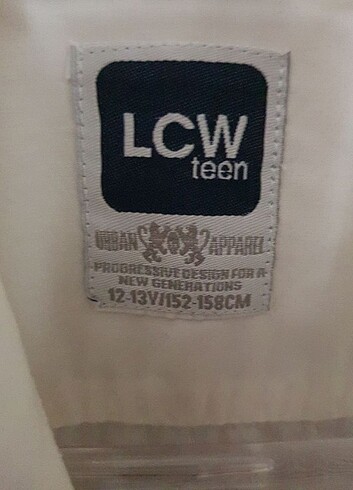 LCW
teen
URBAN APPAREL
PROGRESSIVE DESIGN FOR A
NEW GENERATIONS
12-13Y/152-158CM